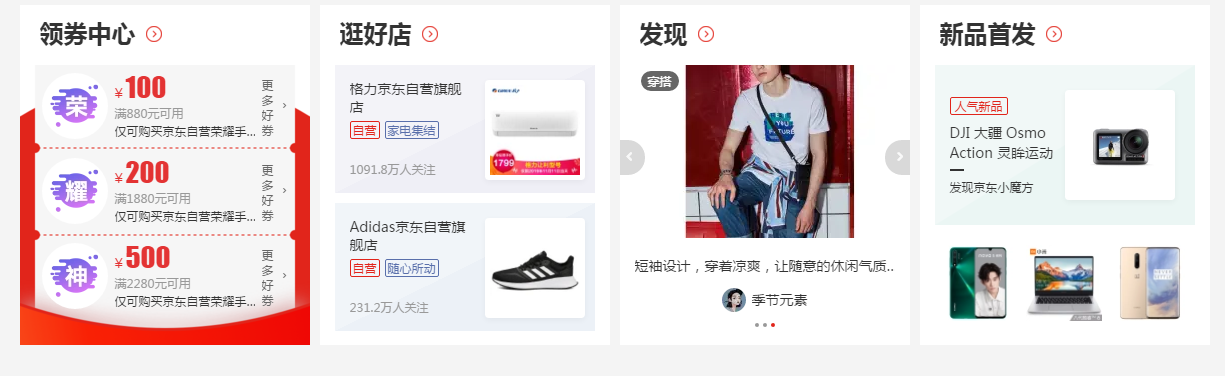 领券中心
荣
¥100
满880元可用
仅可购买京东自营荣耀手...
更多好券
耀
¥200
满1880元可用
仅可购买京东自营荣耀手...
更多好券
神
¥500
满2280元可用
仅可购买京东自营荣耀手...
更多好券
逛好店
格力京东自营旗舰
店
自营 家电集结
1091.8万人关注
1799
Adidas京东自营旗
舰店
自营 随心所动
231.2万人关注
发现
穿搭
YOU
FUTURE
短袖设计，穿着凉爽，让随意的休闲气质..
季节元素
新品首发
人气新品
DJI 大疆 Osmo
Action 灵眸运动
发现京东小魔方